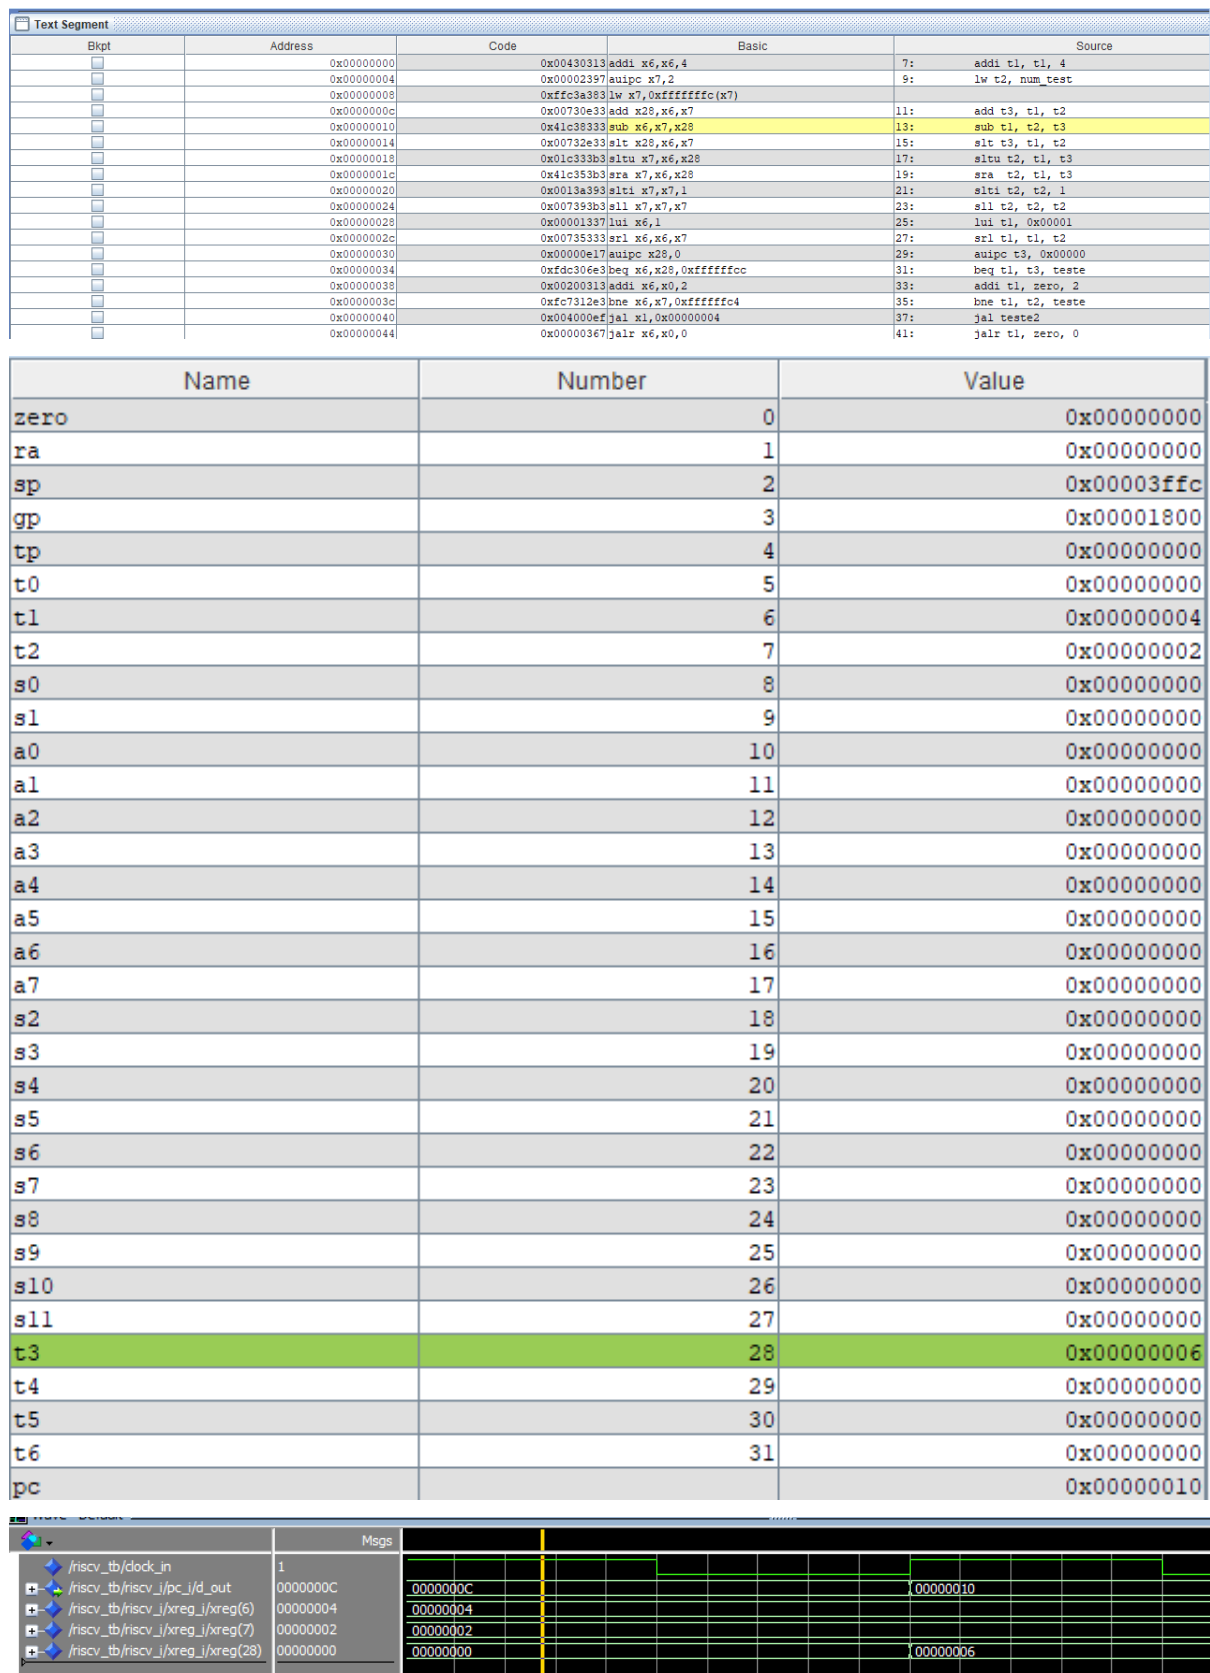 Text Segment
Bkpt Address Code Basic Source
0x00000000 0x00430313 addi x6,x6,4 7: addi t1, t1, 4
0x00000004 0x00002397 auipc x7,2 9: lw t2, num_test
0x00000008 0xffc3a383 lw x7,0xfffffffc(x7)
0x0000000c 0x00730e33 add x28,x6,x7 11: add t3, t1, t2
0x00000010 0x41c38333 sub x6,x7,x28 13: sub t1, t2, t3
0x00000014 0x00732e33 slt x28,x6,x7 15: slt t3, t1, t2
0x00000018 0x01c333b3 sltu x7,x6,x28 17: sltu t2, t1, t3
0x0000001c 0x41c353b3 sra x7,x6,x28 19: sra t2, t1, t3
0x00000020 0x0013a393 slti x7,x7,1 21: slti t2, t2, 1
0x00000024 0x007393b3 sll x7,x7,x7 23: sll t2, t2, t2
0x00000028 0x00001337 lui x6,1 25: lui t1, 0x00001
0x0000002c 0x00735333 srl x6,x6,x7 27: srl t1, t1, t2
0x00000030 0x00000e17 auipc x28,0 29: auipc t3, 0x00000
0x00000034 0xfdc306e3 beq x6,x28,0xffffffcc 31: beq t1, t3, teste
0x00000038 0x00200313 addi x6,x0,2 33: addi t1, zero, 2
0x0000003c 0xfc7312e3 bne x6,x7,0xffffffc4 35: bne t1, t2, teste
0x00000040 0x004000ef jal x1,0x00000004 37: jal teste2
0x00000044 0x00000367 jalr x6,x0,0 41: jalr t1, zero, 0
Name Number Value
zero 0 0x00000000
ra 1 0x00000000
sp 2 0x00003ffc
gp 3 0x00001800
tp 4 0x00000000
t0 5 0x00000000
t1 6 0x00000004
t2 7 0x00000002
s0 8 0x00000000
s1 9 0x00000000
a0 10 0x00000000
a1 11 0x00000000
a2 12 0x00000000
a3 13 0x00000000
a4 14 0x00000000
a5 15 0x00000000
a6 16 0x00000000
a7 17 0x00000000
s2 18 0x00000000
s3 19 0x00000000
s4 20 0x00000000
s5 21 0x00000000
s6 22 0x00000000
s7 23 0x00000000
s8 24 0x00000000
s9 25 0x00000000
s10 26 0x00000000
s11 27 0x00000000
t3 28 0x00000006
t4 29 0x00000000
t5 30 0x00000000
t6 31 0x00000000
pc 0x00000010
Wave - Default
Msgs
/riscv_tb/clock_in 1
/riscv_tb/riscv_i/pc_i/d_out 0000000C 0000000C 00000010
/riscv_tb/riscv_i/xreg_i/xreg(6) 00000004 00000004
/riscv_tb/riscv_i/xreg_i/xreg(7) 00000002 00000002
/riscv_tb/riscv_i/xreg_i/xreg(28) 00000000 00000000 00000006